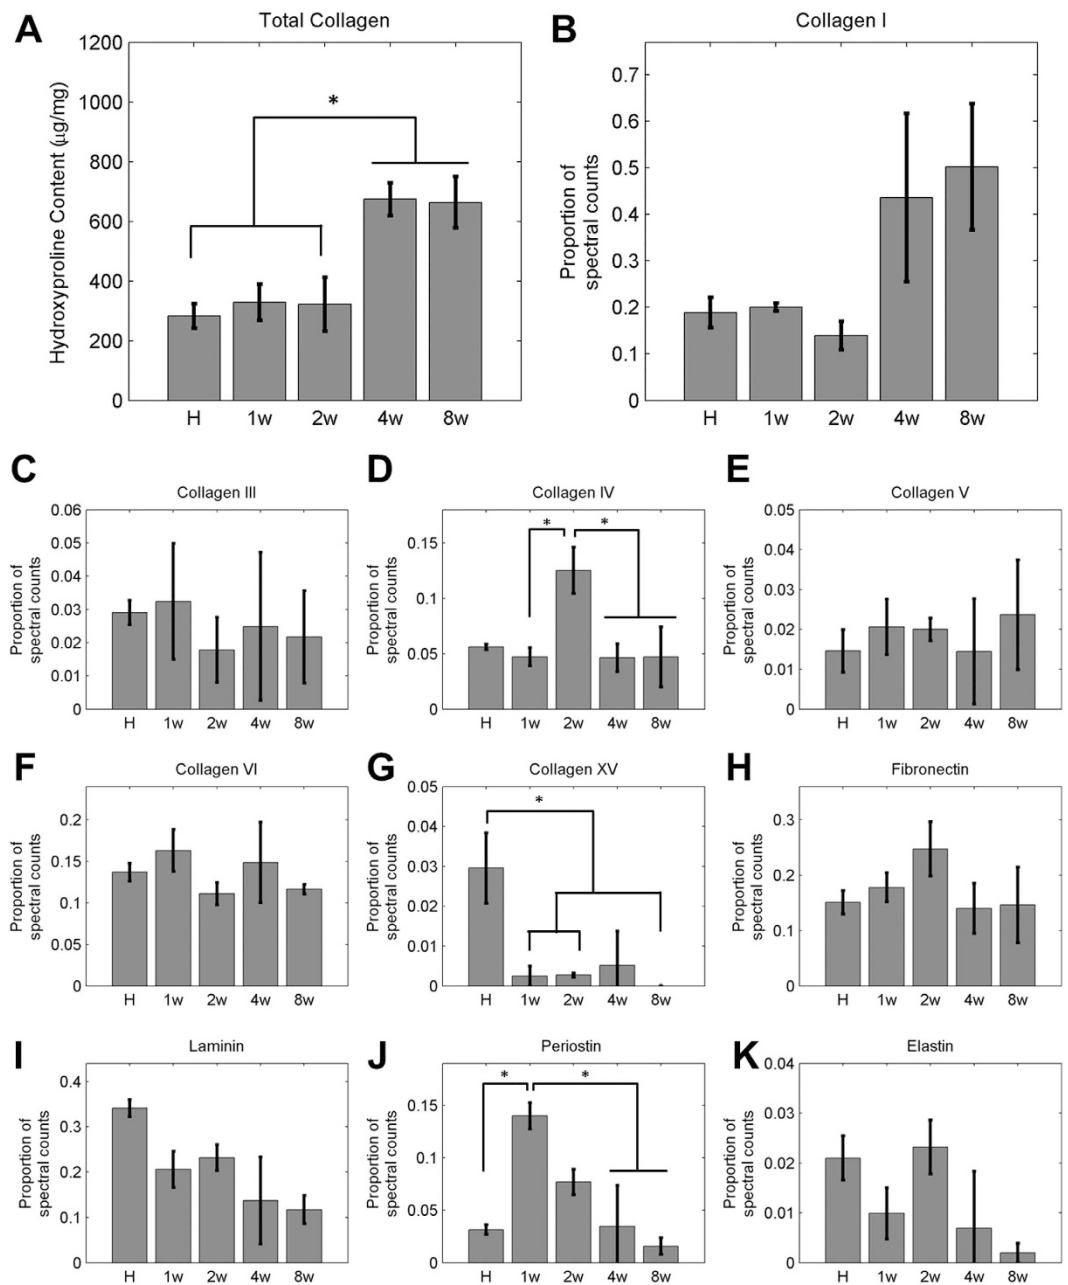 A
Total Collagen
Hydroxyproline Content (μg/mg)
1200
1000
800
600
400
200
0
*
H 1w 2w 4w 8w
B
Collagen I
Proportion of
spectral counts
0.7
0.6
0.5
0.4
0.3
0.2
0.1
0
H 1w 2w 4w 8w
C
Collagen III
Proportion of
spectral counts
0.06
0.05
0.04
0.03
0.02
0.01
0
H 1w 2w 4w 8w
D
Collagen IV
Proportion of
spectral counts
0.15
0.1
0.05
0
* *
H 1w 2w 4w 8w
E
Collagen V
Proportion of
spectral counts
0.05
0.04
0.03
0.02
0.01
0
H 1w 2w 4w 8w
F
Collagen VI
Proportion of
spectral counts
0.2
0.15
0.1
0.05
0
H 1w 2w 4w 8w
G
Collagen XV
Proportion of
spectral counts
0.05
0.04
0.03
0.02
0.01
0
*
H 1w 2w 4w 8w
H
Fibronectin
Proportion of
spectral counts
0.3
0.2
0.1
0
H 1w 2w 4w 8w
I
Laminin
Proportion of
spectral counts
0.4
0.3
0.2
0.1
0
H 1w 2w 4w 8w
J
Periostin
Proportion of
spectral counts
0.15
0.1
0.05
0
* *
H 1w 2w 4w 8w
K
Elastin
Proportion of
spectral counts
0.04
0.03
0.02
0.01
0
H 1w 2w 4w 8w